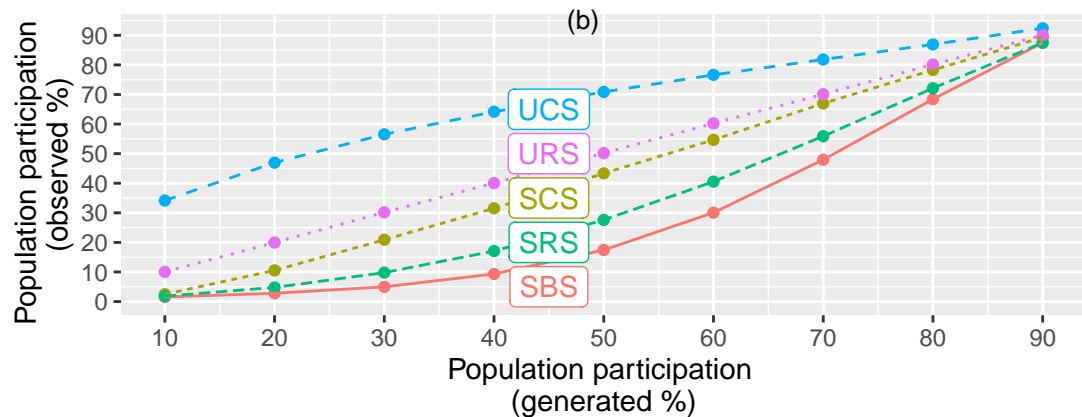 (b)
Population participation
(observed %)
90
80
70
60
50
40
30
20
10
0
UCS
URS
SCS
SRS
SBS
10 20 30 40 50 60 70 80 90
Population participation
(generated %)